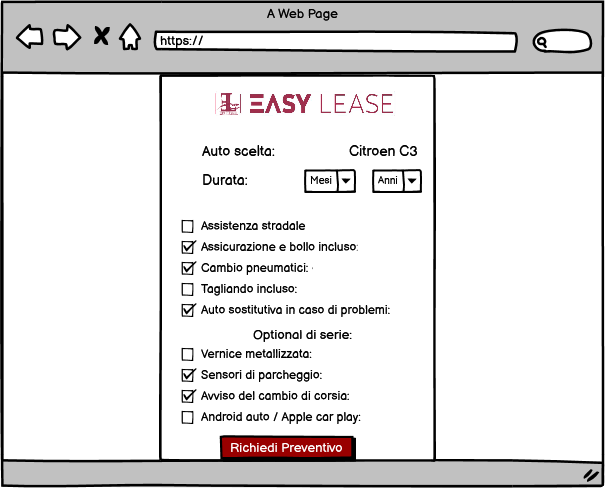 A Web Page
https://
EASY LEASE
Auto scelta: Citroen C3
Durata: Mesi Anni
Assistenza stradale
Assicurazione e bollo incluso:
Cambio pneumatici:
Tagliando incluso:
Auto sostitutiva in caso di problemi:
Optional di serie:
Vernice metallizzata:
Sensori di parcheggio:
Avviso del cambio di corsia:
Android auto / Apple car play:
Richiedi Preventivo